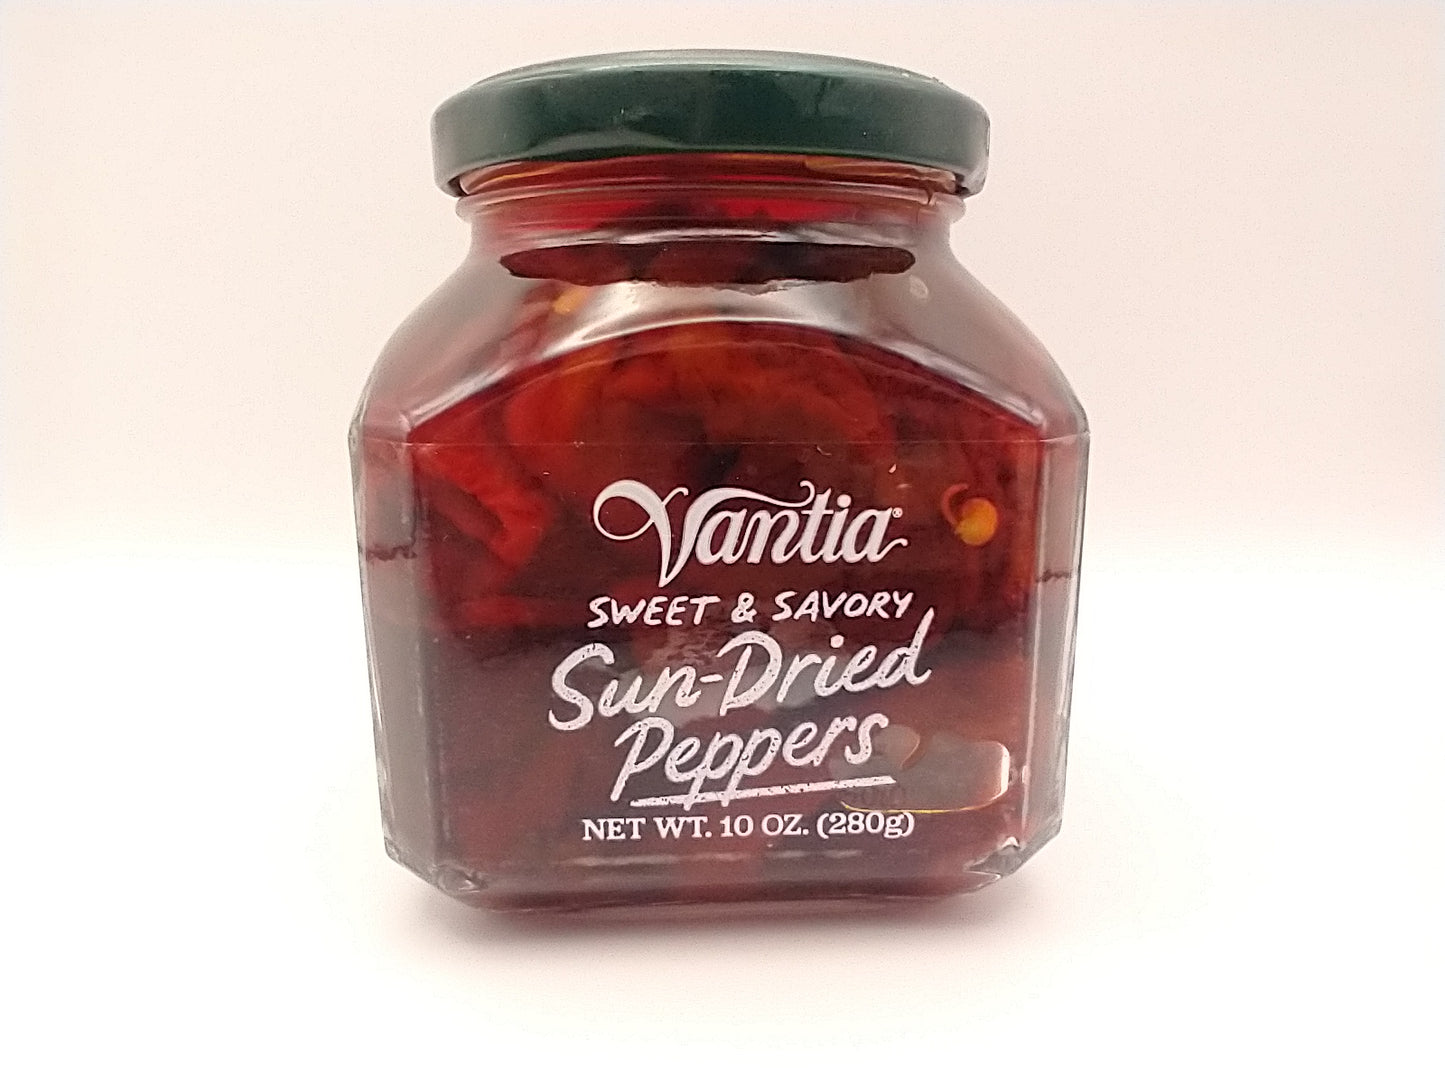 Vantia®
SWEET & SAVORY
Sun-Dried
Peppers
NET WT. 10 OZ. (280g)